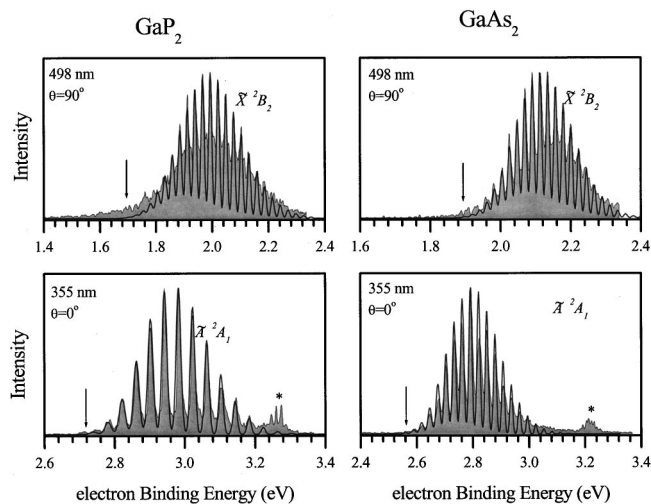 GaP₂
GaAs₂
498 nm
θ=90°
X̃ ²B₂
Intensity
1.4 1.6 1.8 2.0 2.2 2.4
498 nm
θ=90°
X̃ ²B₂
1.6 1.8 2.0 2.2 2.4
355 nm
θ=0°
Ã ²A₁
*
Intensity
2.6 2.8 3.0 3.2 3.4
electron Binding Energy (eV)
355 nm
θ=0°
Ã ²A₁
*
2.4 2.6 2.8 3.0 3.2 3.4
electron Binding Energy (eV)